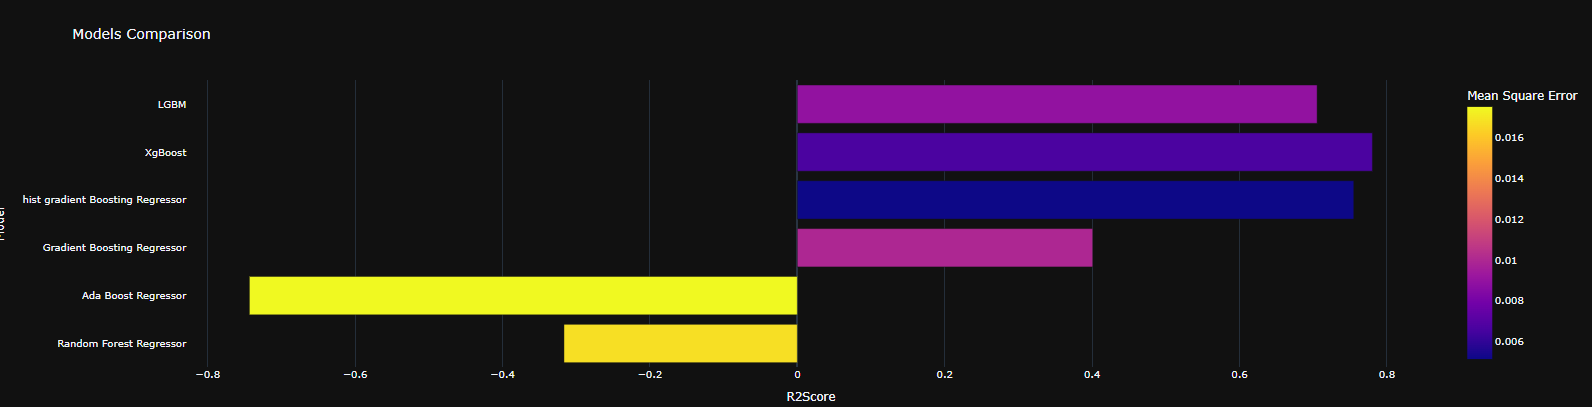 Models Comparison
LGBM
XgBoost
hist gradient Boosting Regressor
Gradient Boosting Regressor
Ada Boost Regressor
Random Forest Regressor
−0.8 −0.6 −0.4 −0.2 0 0.2 0.4 0.6 0.8
R2Score
Mean Square Error
0.016
0.014
0.012
0.01
0.008
0.006